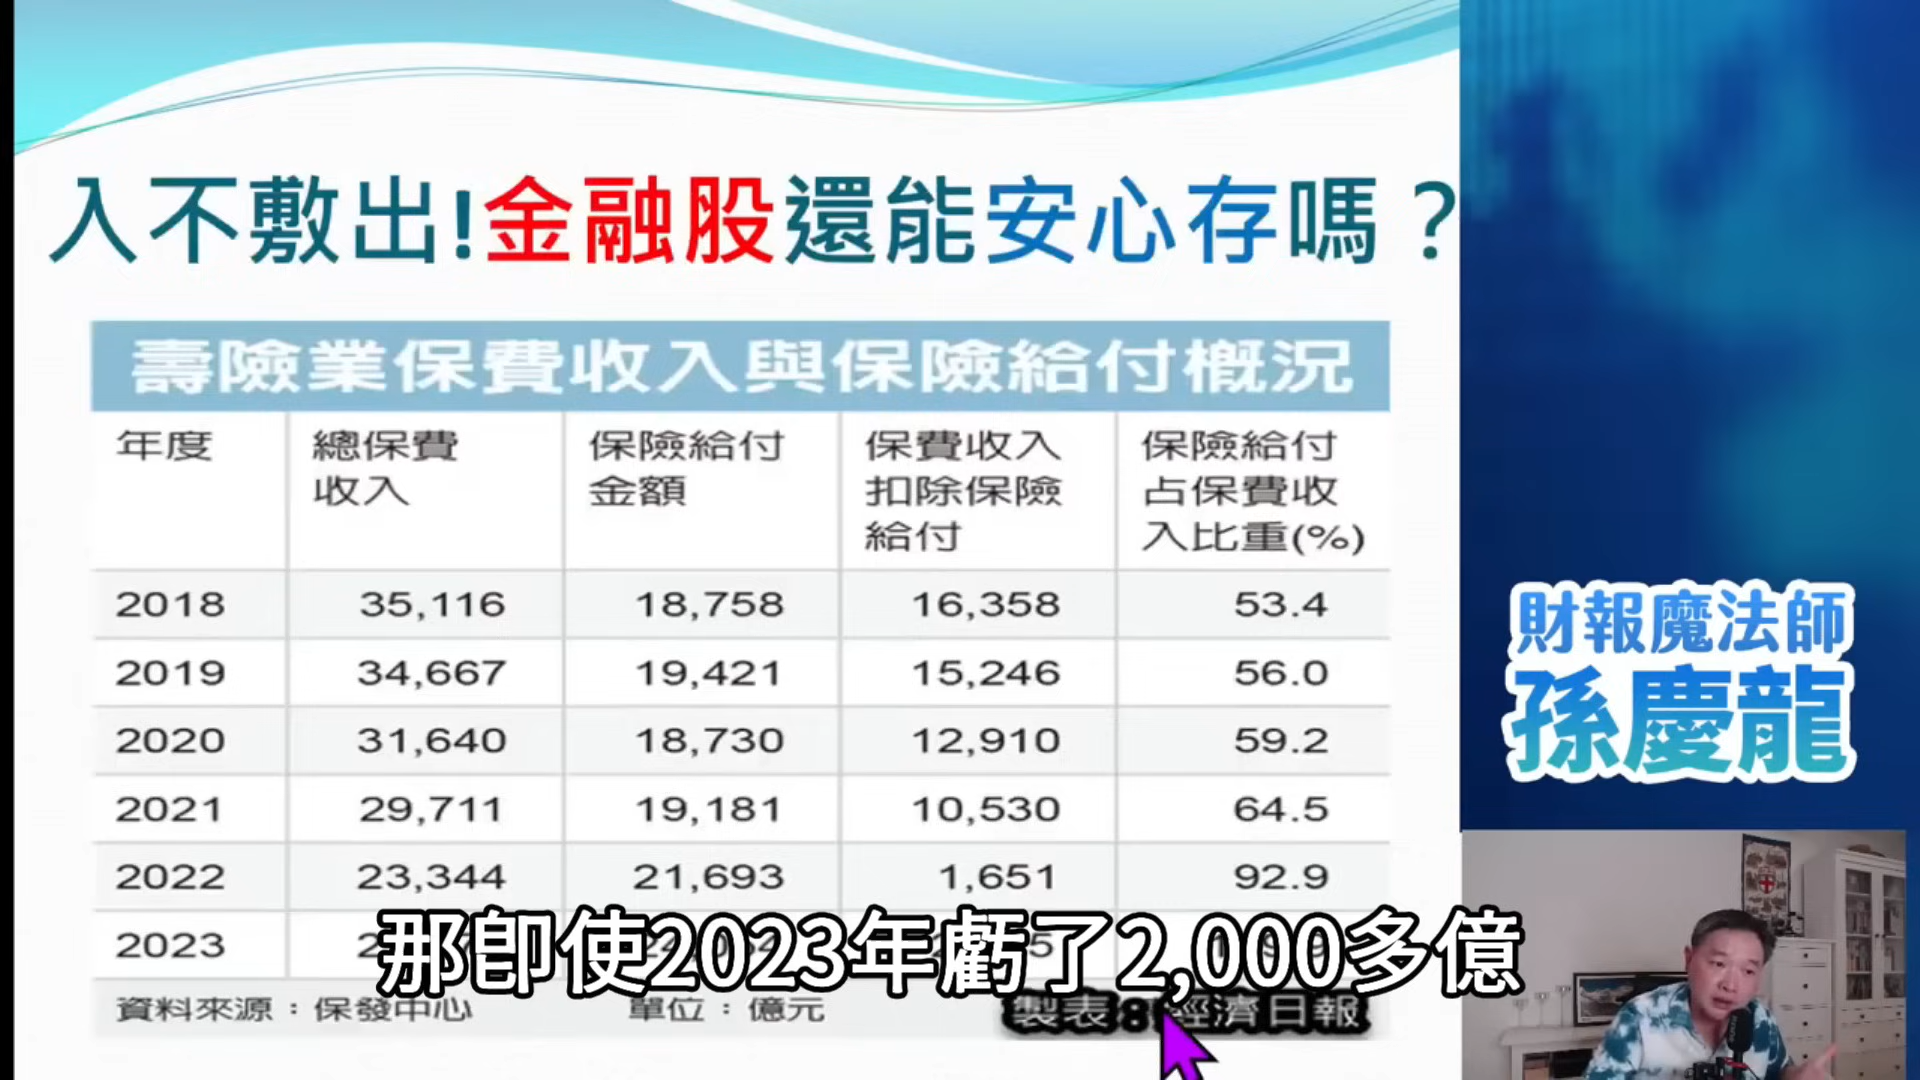 入不敷出!金融股還能安心存嗎？
壽險業保費收入與保險給付概況
年度 總保費收入 保險給付金額 保費收入扣除保險給付 保險給付占保費收入比重(%)
2018 35,116 18,758 16,358 53.4
2019 34,667 19,421 15,246 56.0
2020 31,640 18,730 12,910 59.2
2021 29,711 19,181 10,530 64.5
2022 23,344 21,693 1,651 92.9
2023
那即使2023年虧了2,000多億
資料來源：保發中心 單位：億元 製表：經濟日報
財報魔法師
孫慶龍